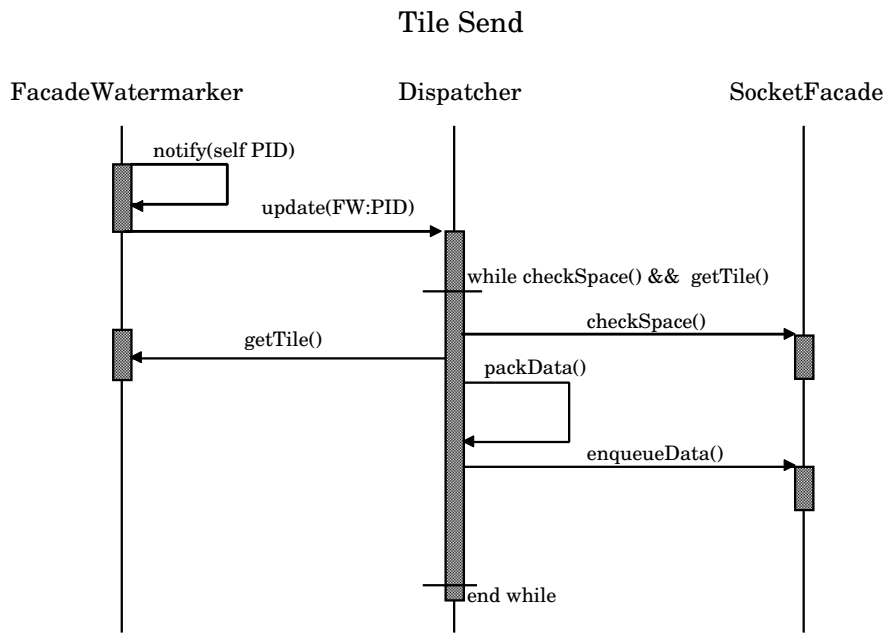 Tile Send
FacadeWatermarker
Dispatcher
SocketFacade
notify(self PID)
update(FW:PID)
while checkSpace() && getTile()
checkSpace()
getTile()
packData()
enqueueData()
end while